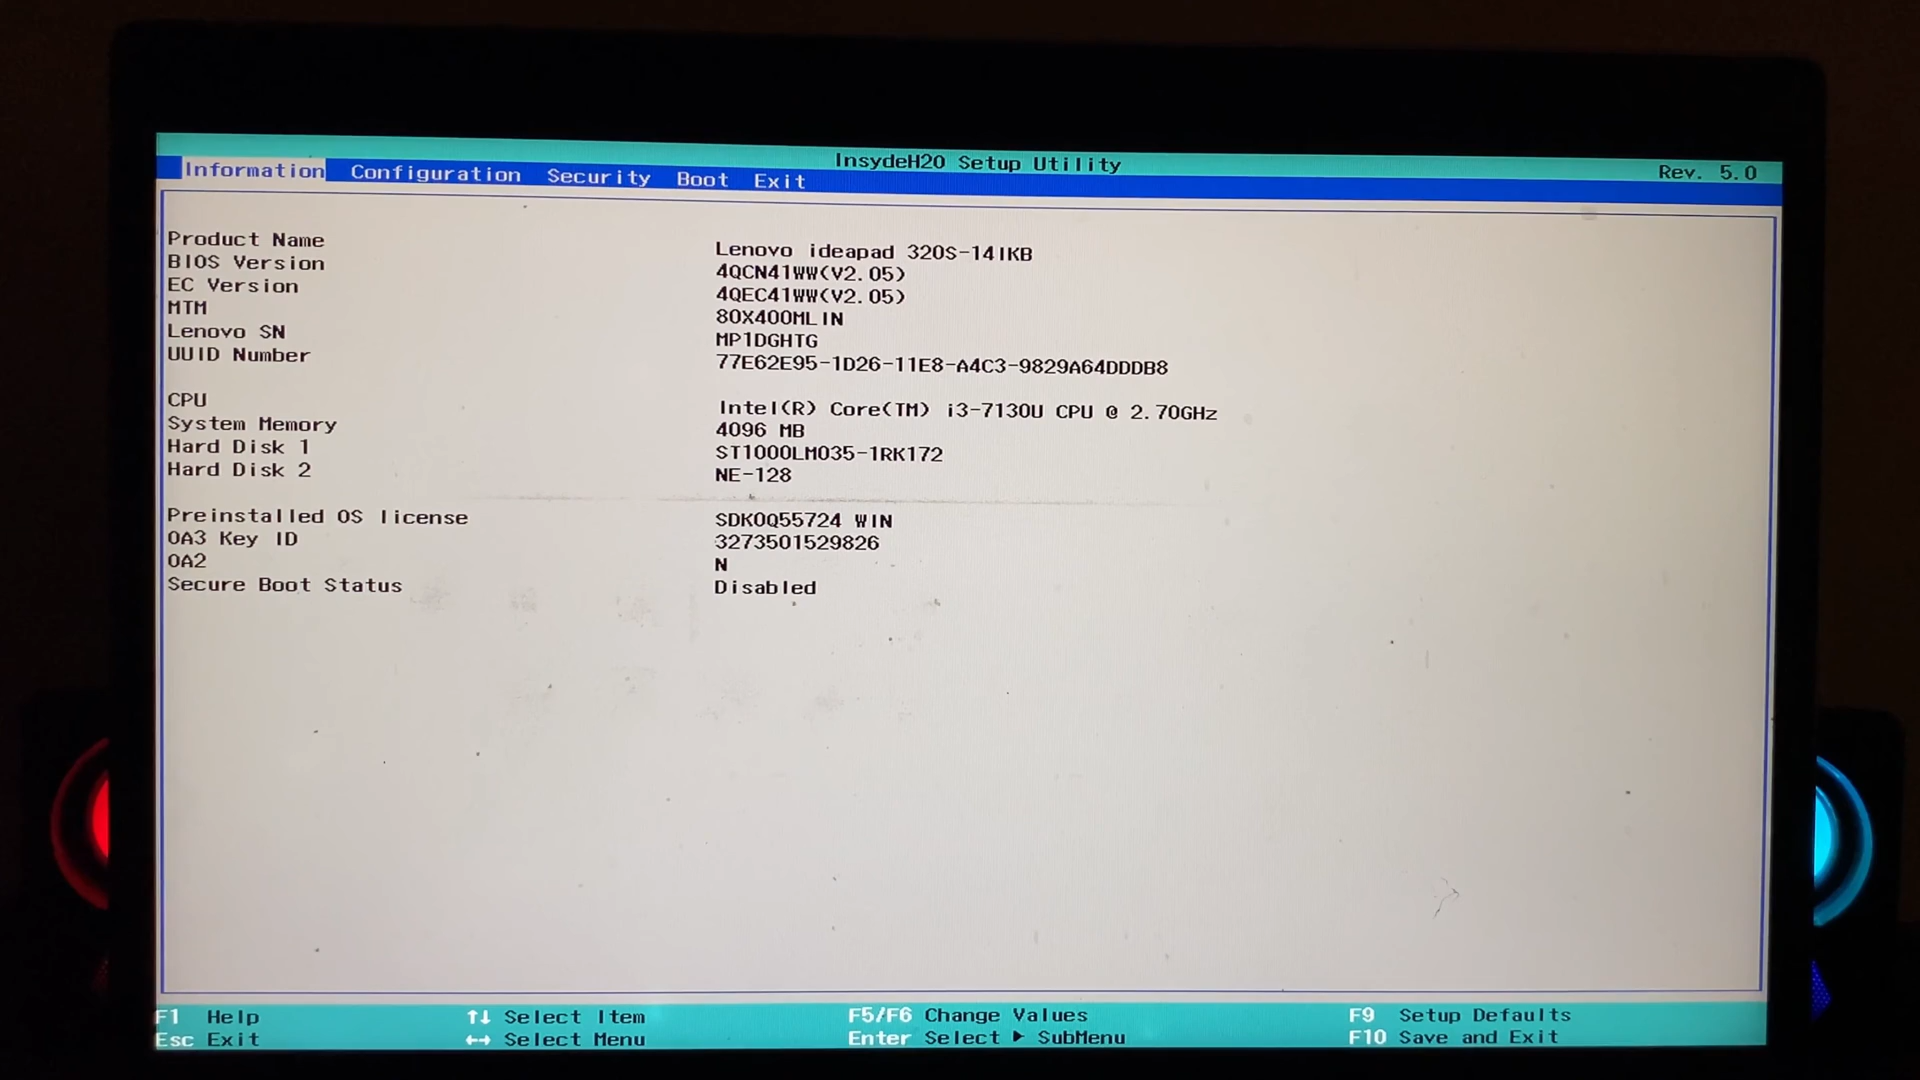 InsydeH20 Setup Utility Rev. 5.0
Information Configuration Security Boot Exit
Product Name Lenovo ideapad 320S-14IKB
BIOS Version 4QCN41WW(V2.05)
EC Version 4QEC41WW(V2.05)
MTM 80X400MLIN
Lenovo SN MP1DGHTG
UUID Number 77E62E95-1D26-11E8-A4C3-9829A64DDDB8
CPU Intel(R) Core(TM) i3-7130U CPU @ 2.70GHz
System Memory 4096 MB
Hard Disk 1 ST1000LM035-1RK172
Hard Disk 2 NE-128
Preinstalled OS license SDK0Q55724 WIN
OA3 Key ID 3273501529826
OA2 N
Secure Boot Status Disabled
F1 Help ↑↓ Select Item F5/F6 Change Values F9 Setup Defaults
Esc Exit ↔ Select Menu Enter Select ▶ SubMenu F10 Save and Exit